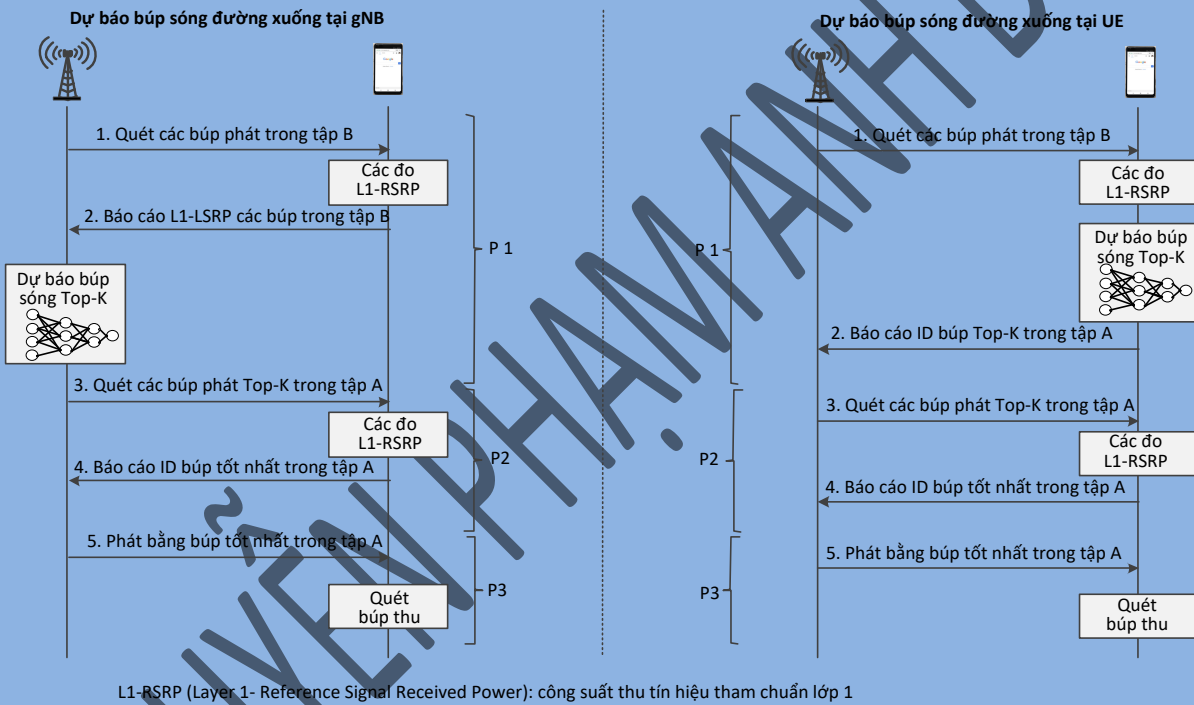 Dự báo búp sóng đường xuống tại gNB
1. Quét các búp phát trong tập B
Các đo
L1-RSRP
2. Báo cáo L1-LSRP các búp trong tập B
P 1
Dự báo búp
sóng Top-K
3. Quét các búp phát Top-K trong tập A
Các đo
L1-RSRP
P2
4. Báo cáo ID búp tốt nhất trong tập A
5. Phát bằng búp tốt nhất trong tập A
P3
Quét
búp thu
Dự báo búp sóng đường xuống tại UE
1. Quét các búp phát trong tập B
Các đo
L1-RSRP
P 1
Dự báo búp
sóng Top-K
2. Báo cáo ID búp Top-K trong tập A
3. Quét các búp phát Top-K trong tập A
Các đo
L1-RSRP
P2
4. Báo cáo ID búp tốt nhất trong tập A
5. Phát bằng búp tốt nhất trong tập A
P3
Quét
búp thu
L1-RSRP (Layer 1- Reference Signal Received Power): công suất thu tín hiệu tham chuẩn lớp 1
PHẠM ANH